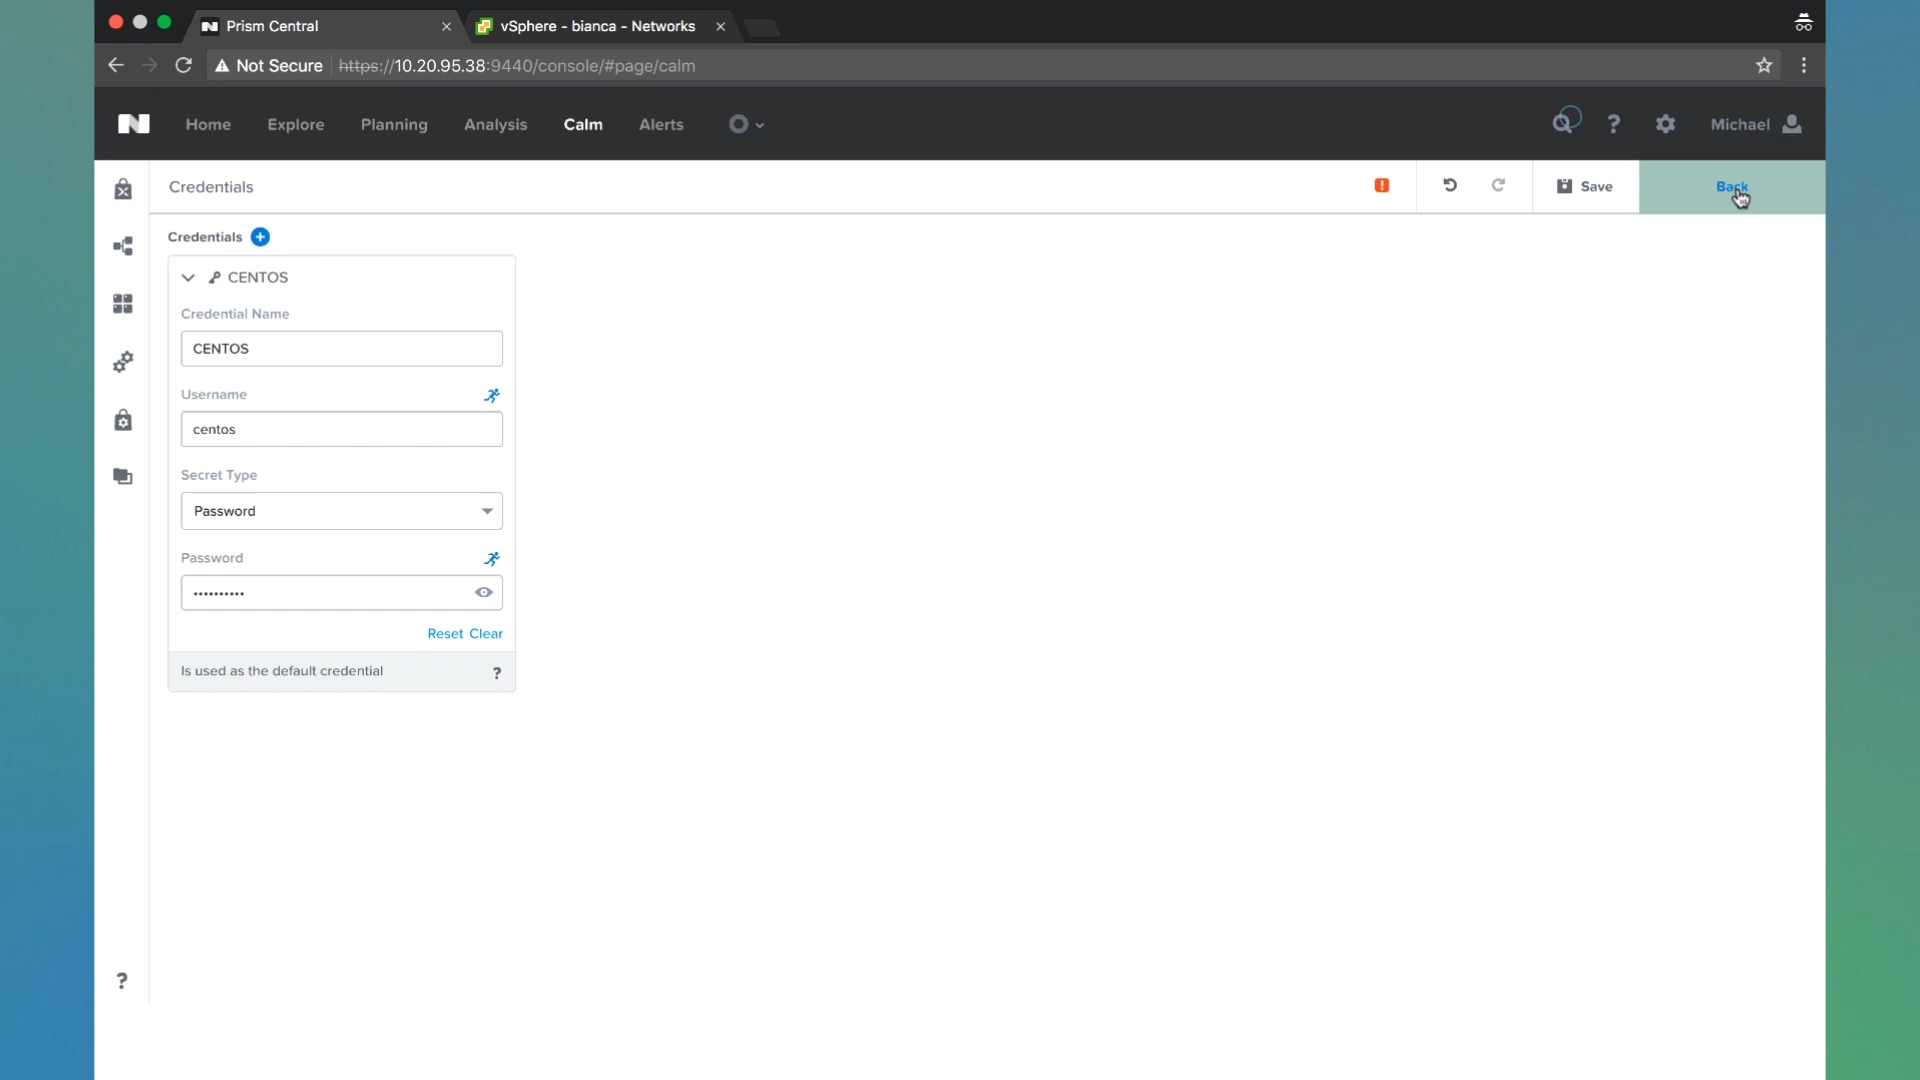 Prism Central
vSphere - bianca - Networks
Not Secure
https://10.20.95.38:9440/console/#page/calm
Home
Explore
Planning
Analysis
Calm
Alerts
?
Michael
Credentials
Save
Back
Credentials
CENTOS
Credential Name
CENTOS
Username
centos
Secret Type
Password
Password
••••••••••
Reset Clear
Is used as the default credential
?
?